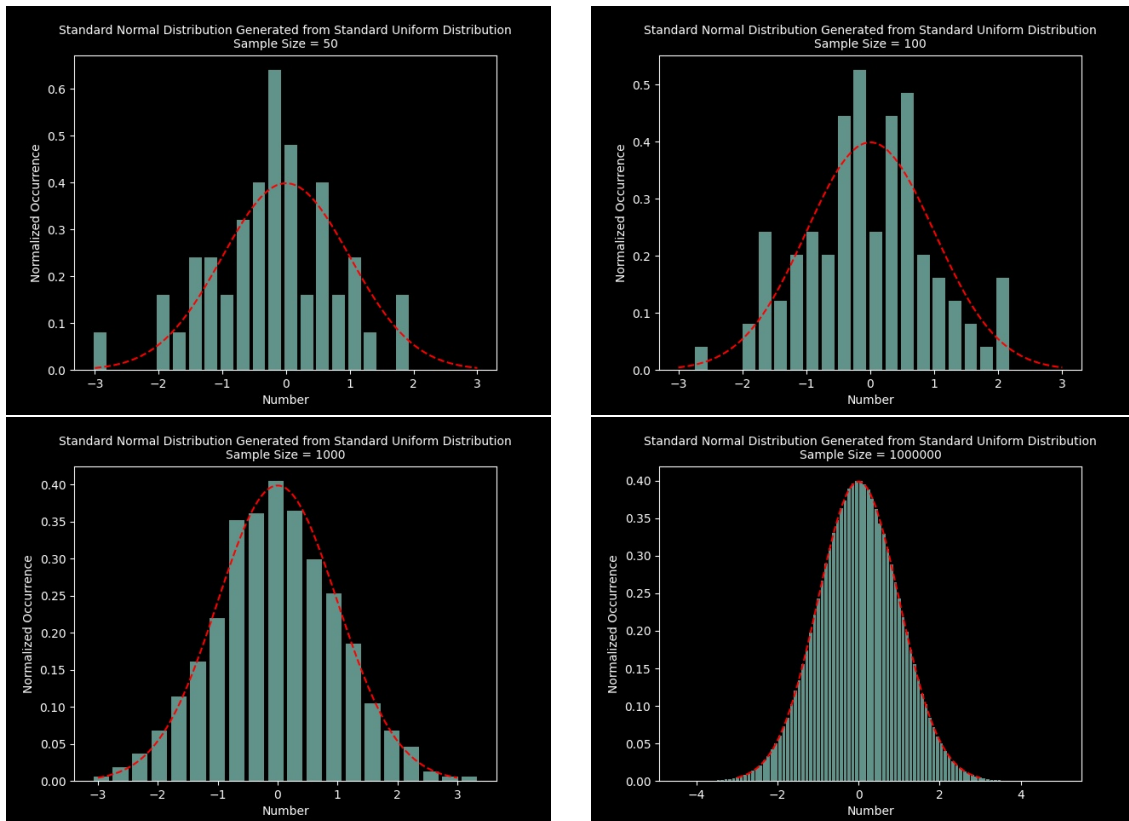 Standard Normal Distribution Generated from Standard Uniform Distribution
Sample Size = 50
Normalized Occurrence
0.6
0.5
0.4
0.3
0.2
0.1
0.0
−3 −2 −1 0 1 2 3
Number
Standard Normal Distribution Generated from Standard Uniform Distribution
Sample Size = 100
Normalized Occurrence
0.5
0.4
0.3
0.2
0.1
0.0
−3 −2 −1 0 1 2 3
Number
Standard Normal Distribution Generated from Standard Uniform Distribution
Sample Size = 1000
Normalized Occurrence
0.40
0.35
0.30
0.25
0.20
0.15
0.10
0.05
0.00
−3 −2 −1 0 1 2 3
Number
Standard Normal Distribution Generated from Standard Uniform Distribution
Sample Size = 1000000
Normalized Occurrence
0.40
0.35
0.30
0.25
0.20
0.15
0.10
0.05
0.00
−4 −2 0 2 4
Number